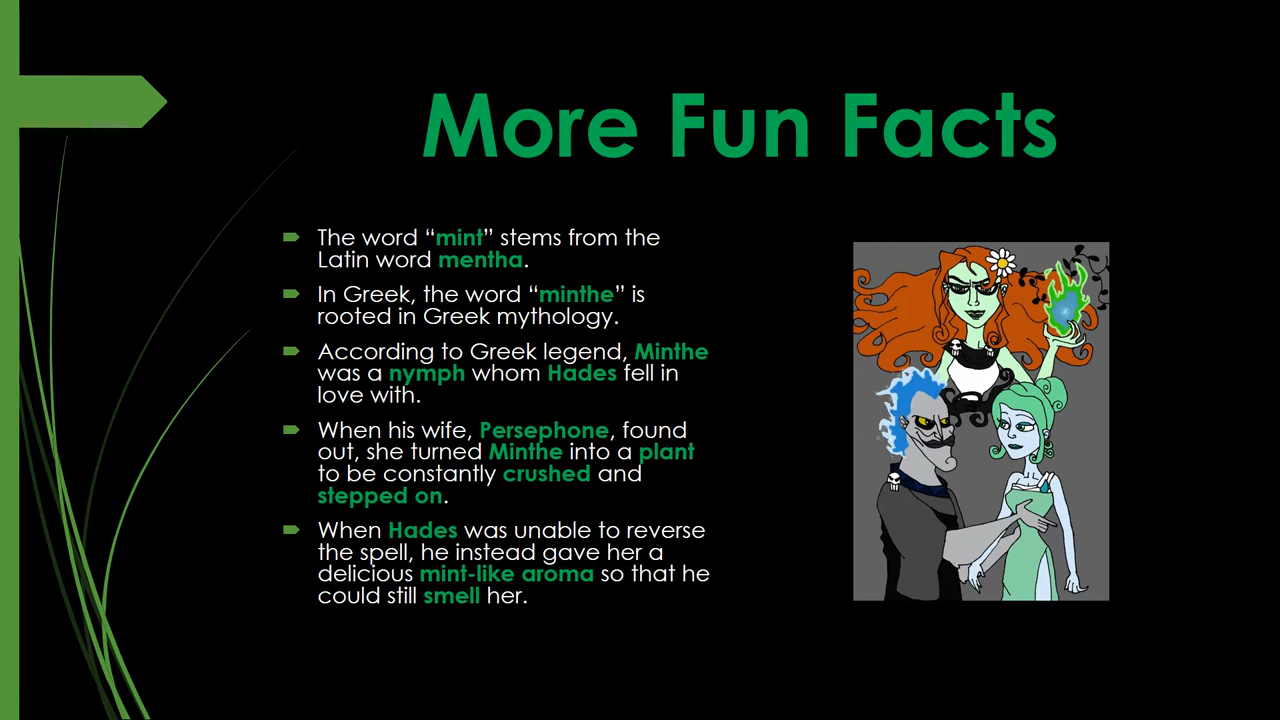 More Fun Facts
The word “mint” stems from the
Latin word mentha.
In Greek, the word “minthe” is
rooted in Greek mythology.
According to Greek legend, Minthe
was a nymph whom Hades fell in
love with.
When his wife, Persephone, found
out, she turned Minthe into a plant
to be constantly crushed and
stepped on.
When Hades was unable to reverse
the spell, he instead gave her a
delicious mint-like aroma so that he
could still smell her.